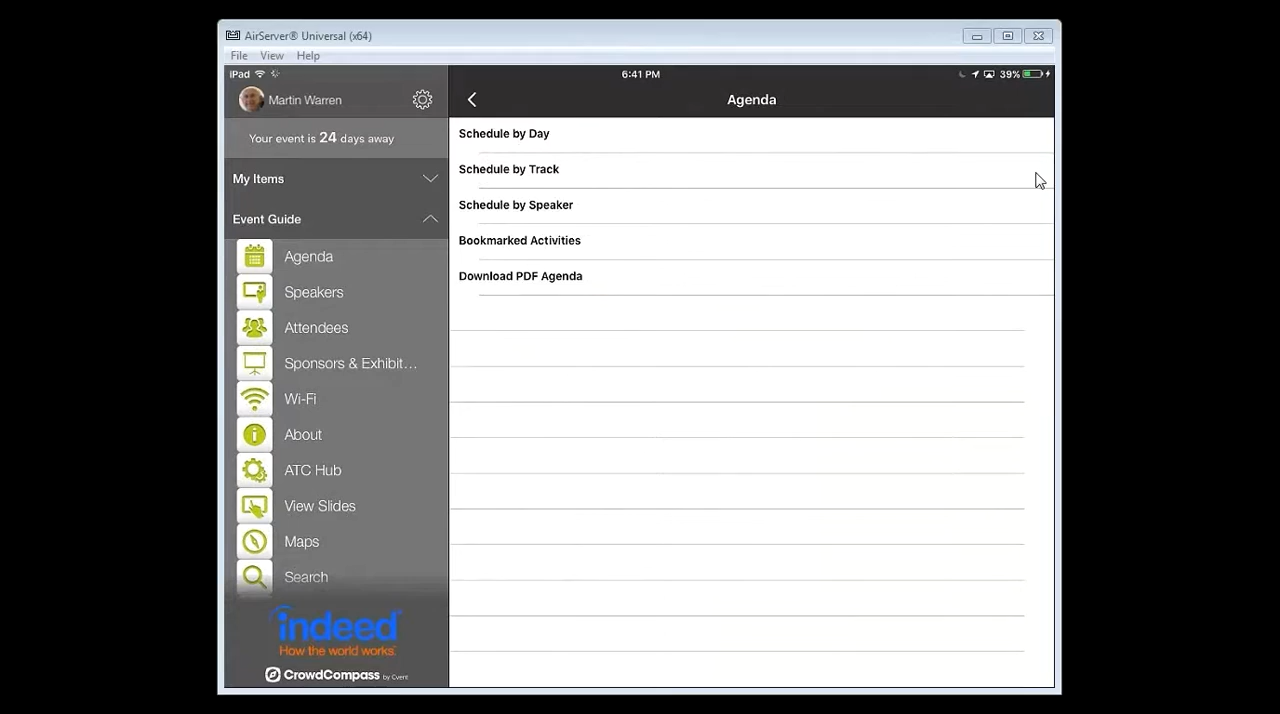 AirServer® Universal (x64)
File View Help
iPad 6:41 PM 39%
Martin Warren
Agenda
Your event is 24 days away
My Items
Event Guide
Agenda
Speakers
Attendees
Sponsors & Exhibit...
Wi-Fi
About
ATC Hub
View Slides
Maps
Search
indeed
How the world works.
CrowdCompass by Cvent
Schedule by Day
Schedule by Track
Schedule by Speaker
Bookmarked Activities
Download PDF Agenda